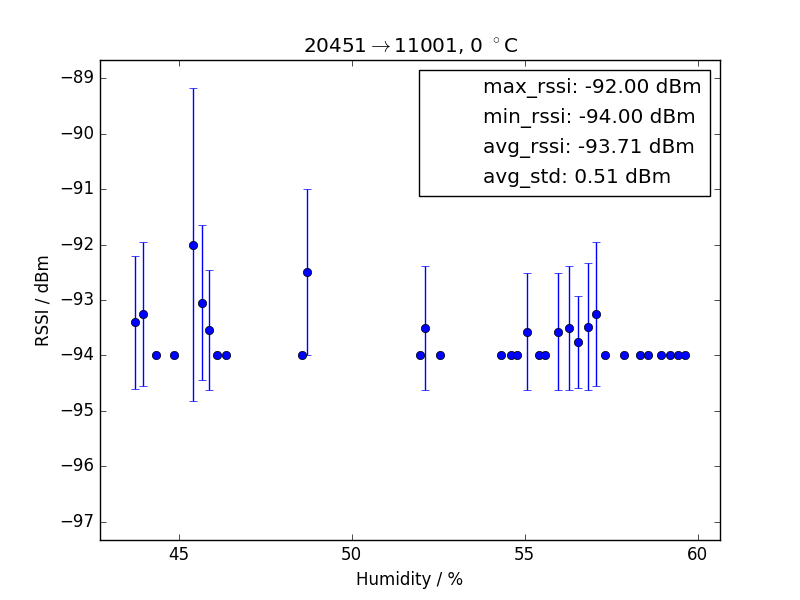 20451→11001, 0 °C
max_rssi: -92.00 dBm
min_rssi: -94.00 dBm
avg_rssi: -93.71 dBm
avg_std: 0.51 dBm
RSSI / dBm
−89
−90
−91
−92
−93
−94
−95
−96
−97
45 50 55 60
Humidity / %